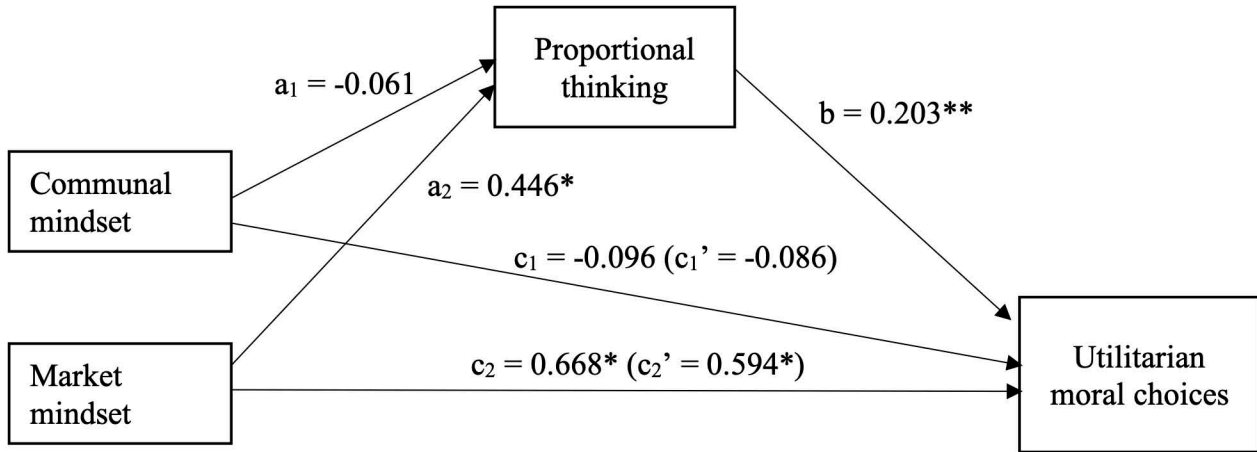 Proportional
thinking
a₁ = -0.061
b = 0.203**
Communal
mindset
a₂ = 0.446*
c₁ = -0.096 (c₁’ = -0.086)
Market
mindset
c₂ = 0.668* (c₂’ = 0.594*)
Utilitarian
moral choices